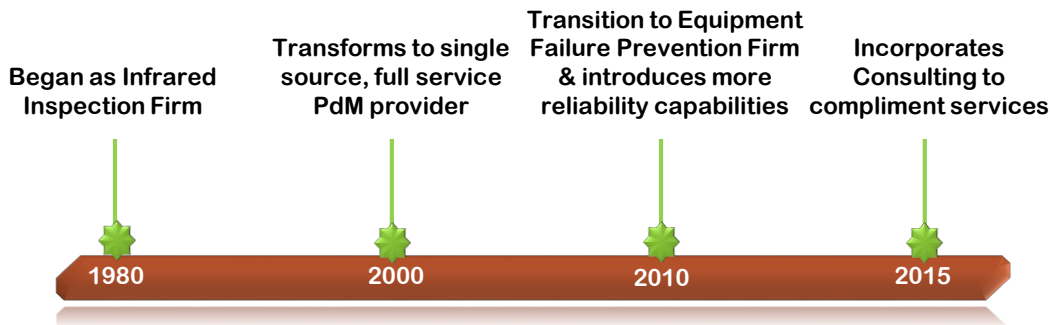 Began as Infrared
Inspection Firm
Transforms to single
source, full service
PdM provider
Transition to Equipment
Failure Prevention Firm
& introduces more
reliability capabilities
Incorporates
Consulting to
compliment services
1980
2000
2010
2015